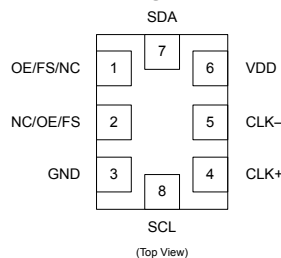 SDA
7
OE/FS/NC 1 6 VDD
NC/OE/FS 2 5 CLK–
GND 3 4 CLK+
8
SCL
(Top View)